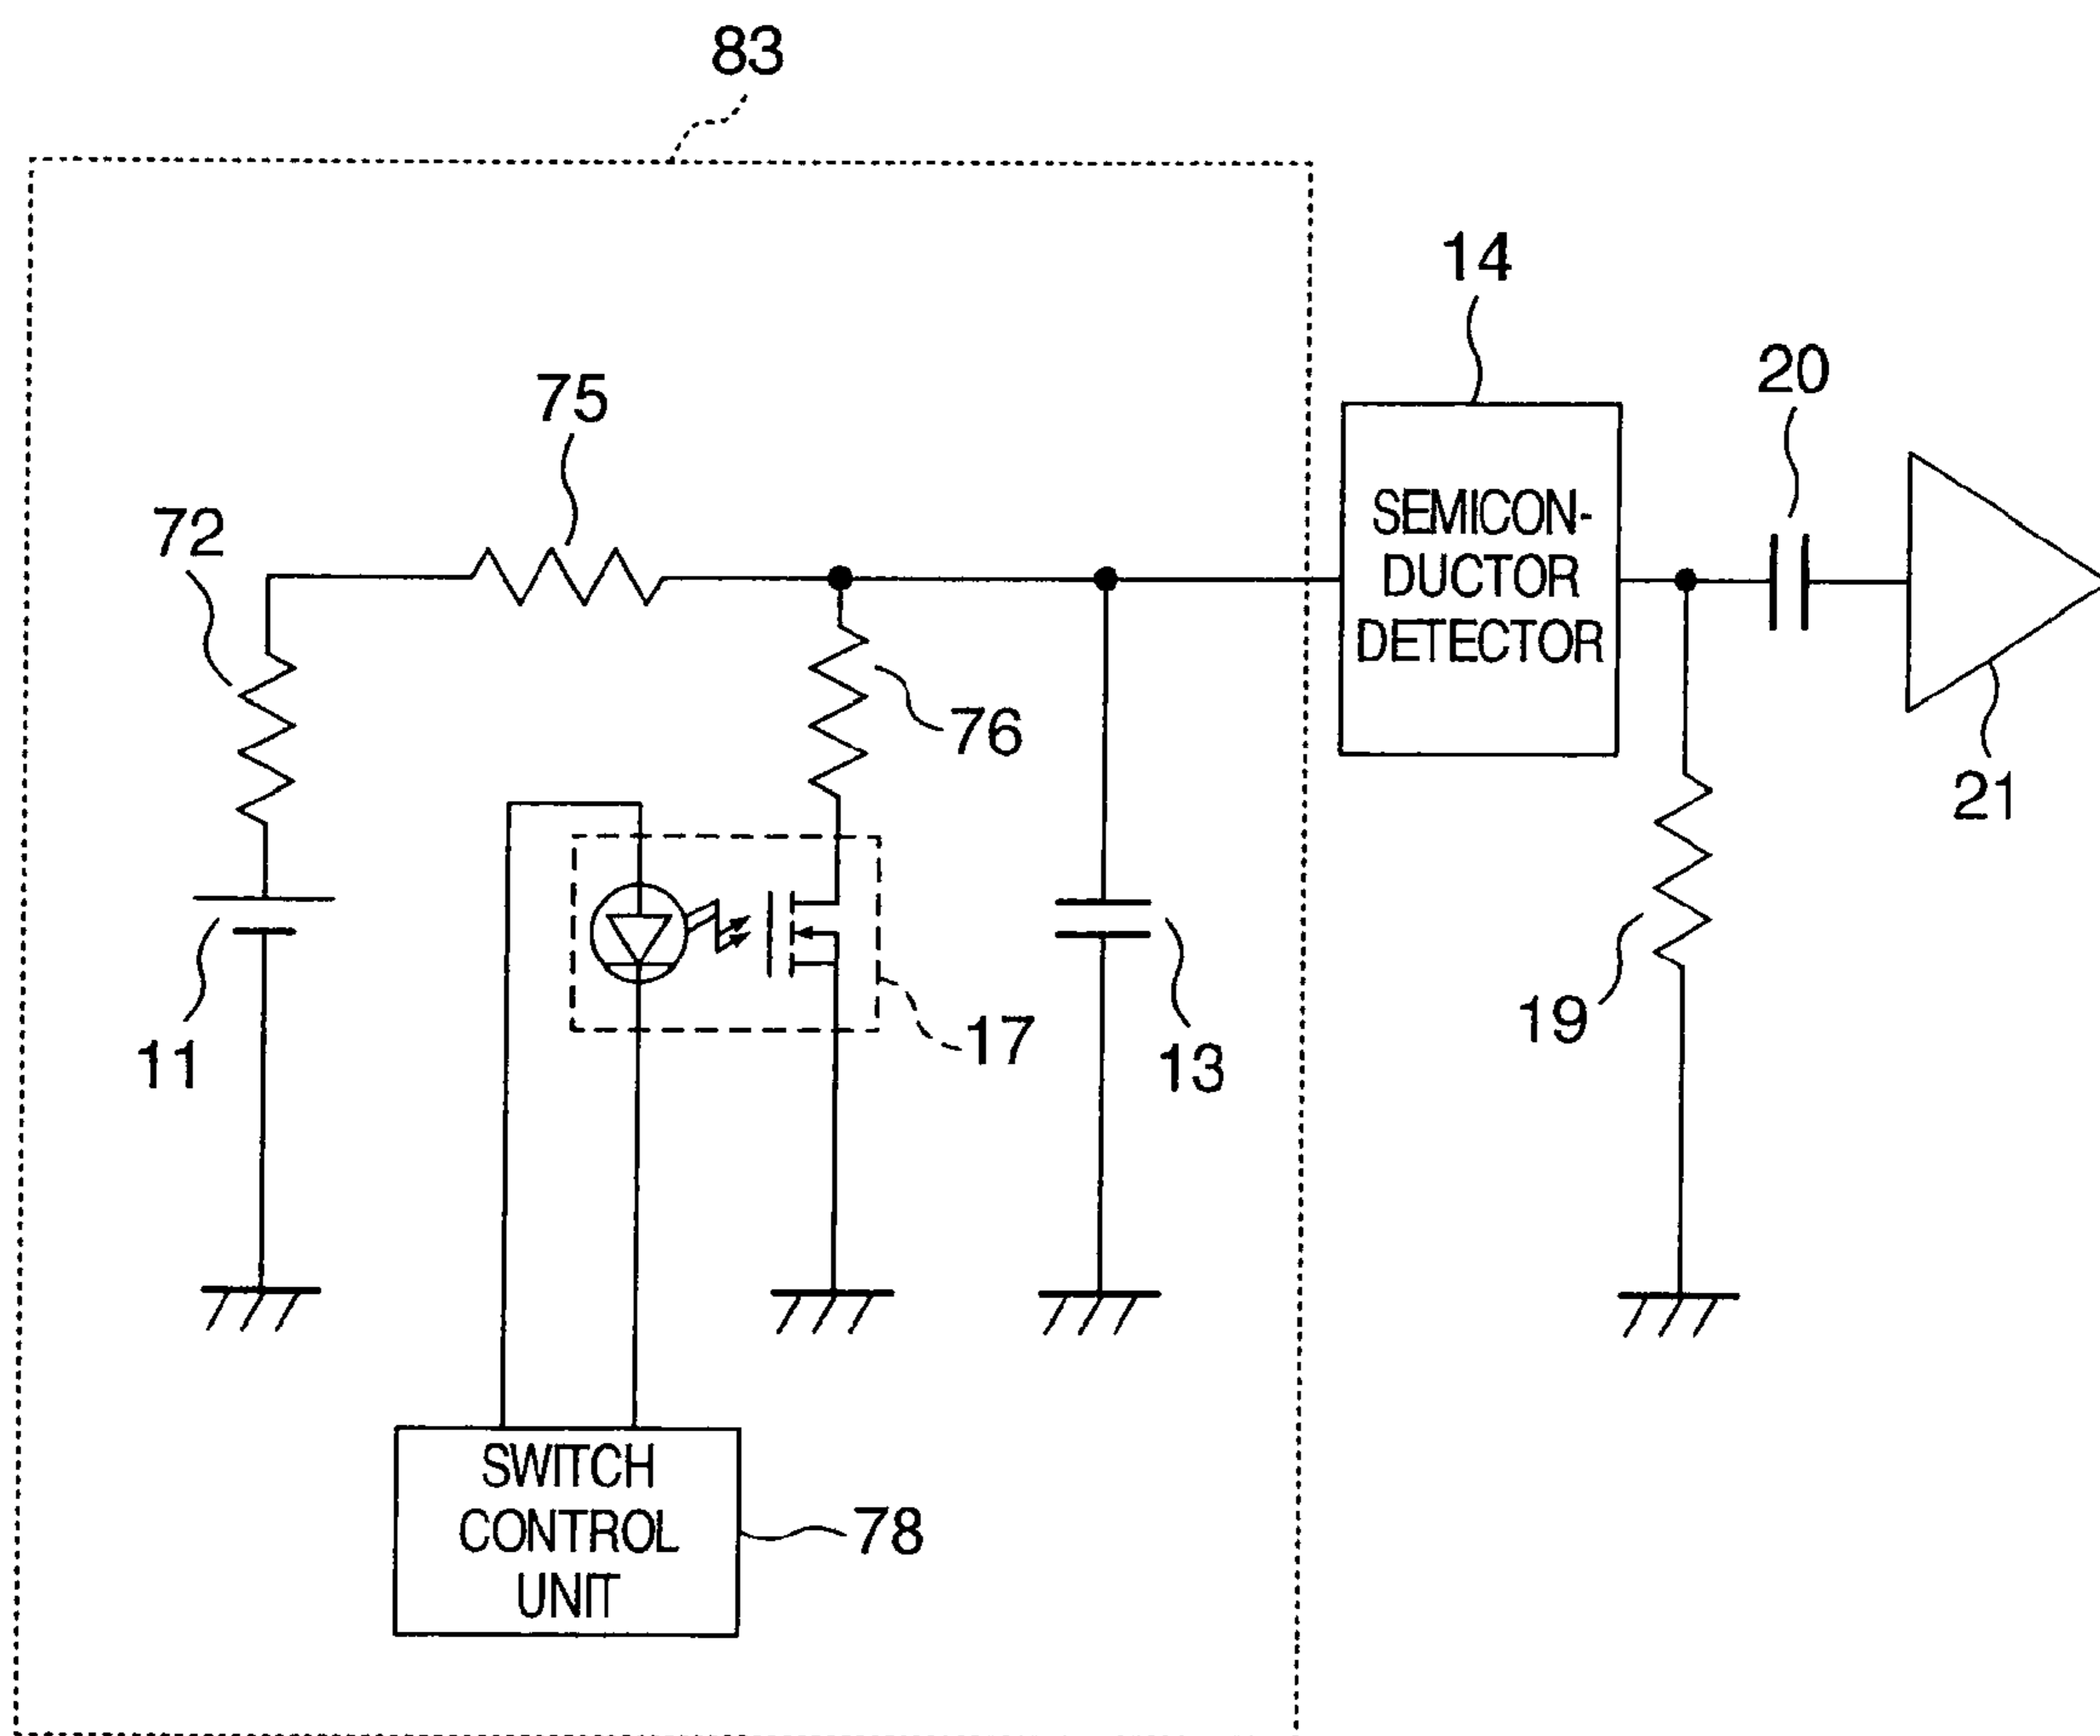 83
14
20
75
SEMICON-
DUCTOR
DETECTOR
72
76
21
19
11
17
13
SWITCH
CONTROL
UNIT
78